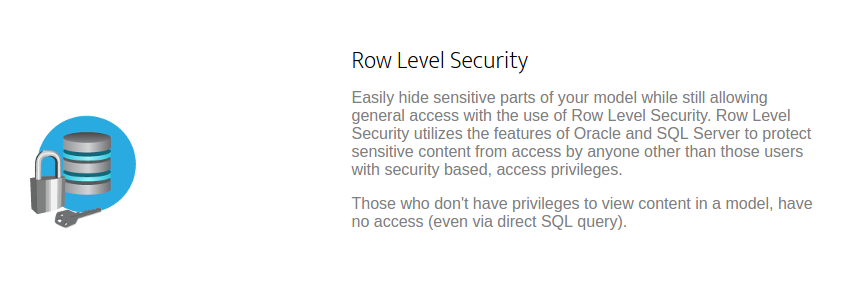 Row Level Security
Easily hide sensitive parts of your model while still allowing
general access with the use of Row Level Security. Row Level
Security utilizes the features of Oracle and SQL Server to protect
sensitive content from access by anyone other than those users
with security based, access privileges.
Those who don't have privileges to view content in a model, have
no access (even via direct SQL query).